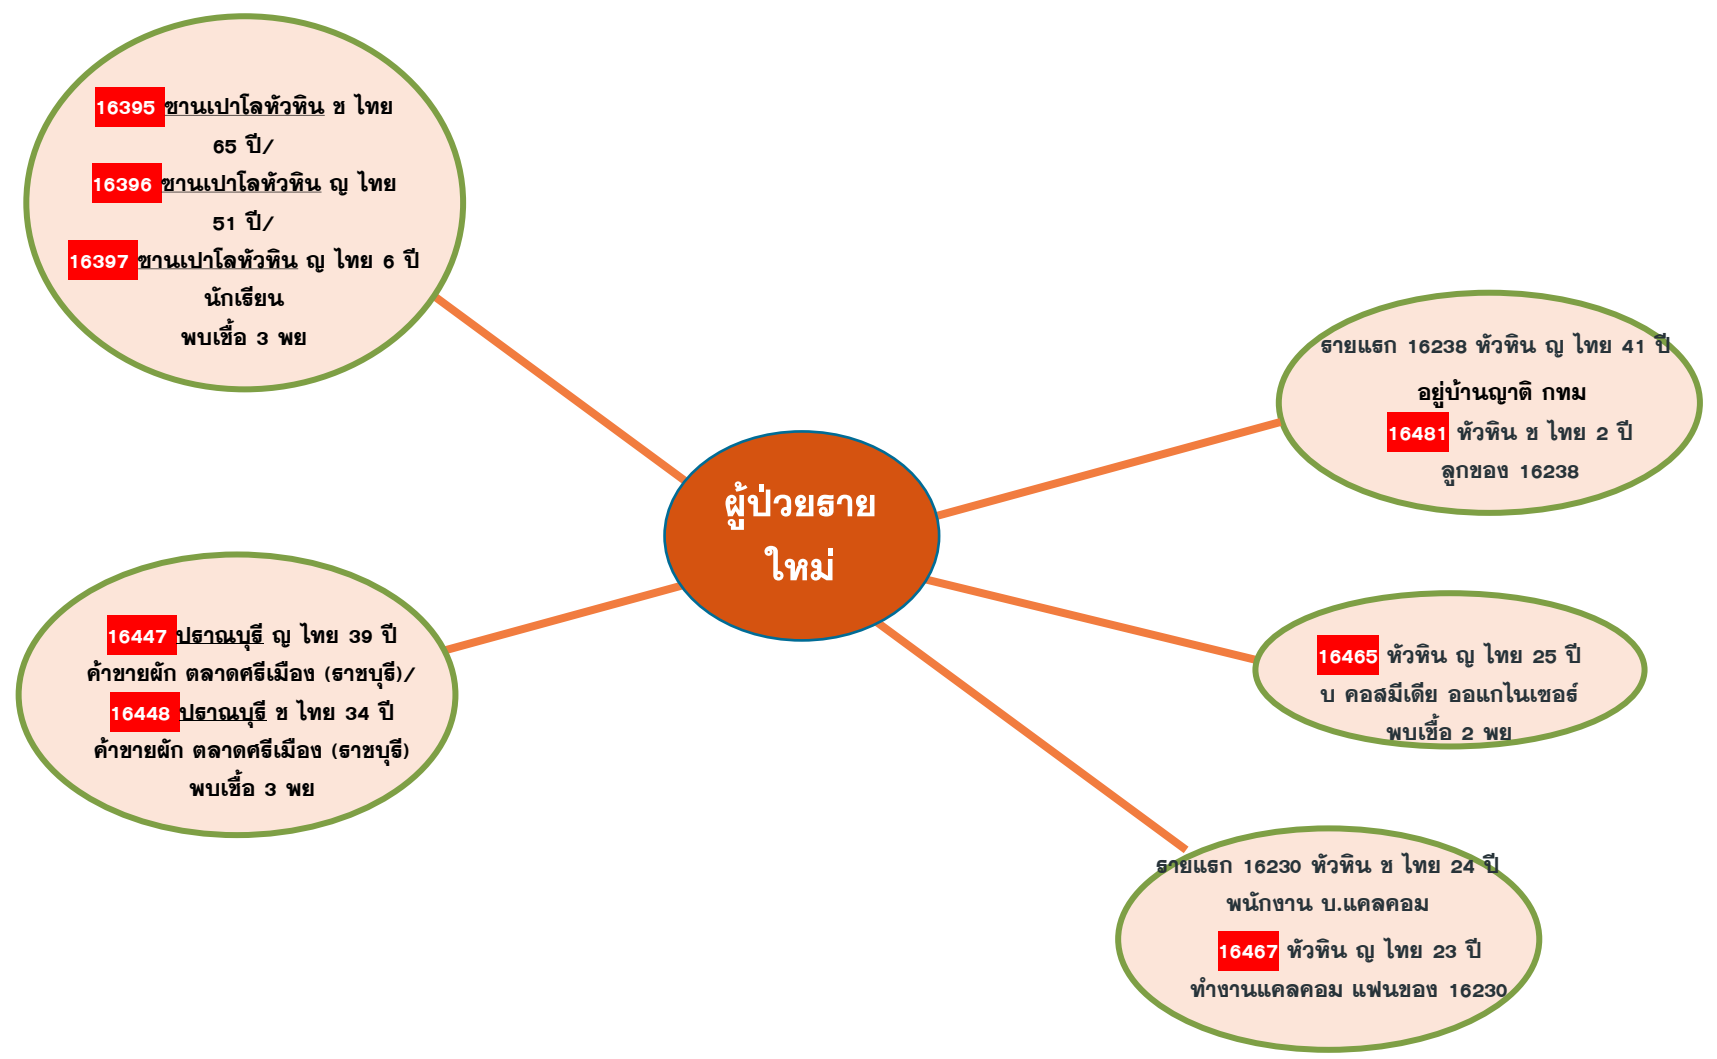 16395 ซานเปาโลหัวหิน ช ไทย
65 ปี/
16396 ซานเปาโลหัวหิน ญ ไทย
51 ปี/
16397 ซานเปาโลหัวหิน ญ ไทย 6 ปี
นักเรียน
พบเชื้อ 3 พย
รายแรก 16238 หัวหิน ญ ไทย 41 ปี
อยู่บ้านญาติ กทม
16481 หัวหิน ช ไทย 2 ปี
ลูกของ 16238
ผู้ป่วยราย
ใหม่
16447 ปราณบุรี ญ ไทย 39 ปี
ค้าขายผัก ตลาดศรีเมือง (ราชบุรี)/
16448 ปราณบุรี ช ไทย 34 ปี
ค้าขายผัก ตลาดศรีเมือง (ราชบุรี)
พบเชื้อ 3 พย
16465 หัวหิน ญ ไทย 25 ปี
บ คอสมีเดีย ออแกไนเซอร์
พบเชื้อ 2 พย
รายแรก 16230 หัวหิน ช ไทย 24 ปี
พนักงาน บ.แคลคอม
16467 หัวหิน ญ ไทย 23 ปี
ทำงานแคลคอม แฟนของ 16230